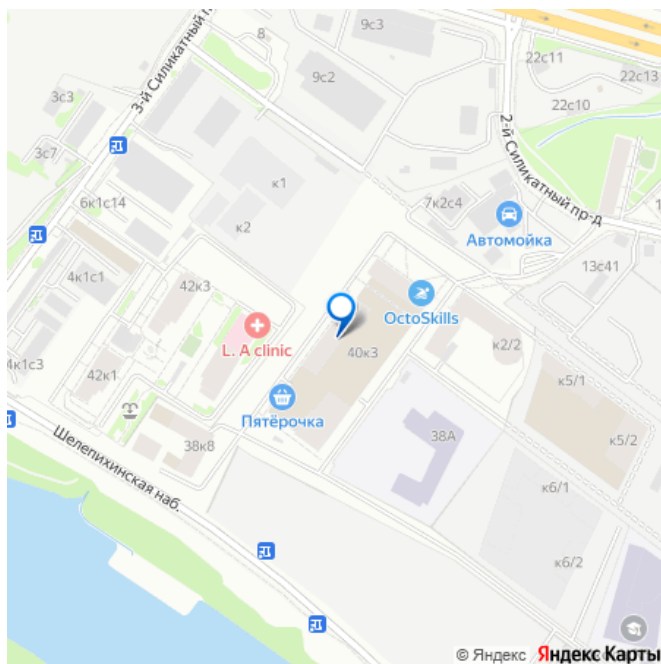 9с3
8
22с11
22с13
9с2
22с10
3с3
3-й Силикатный п
2-й Силикатный пр-д
3с7
к1
7к2с4
6к1с14
к2
Автомойка
13с41
4к1с1
42к3
OctoSkills
L. A clinic
40к3
к2/2
4к1с3
42к1
к5/1
Пятёрочка
38к8
38А
к5/2
Шелепихинская наб.
к6/1
к6/2
© Яндекс Яндекс Карты